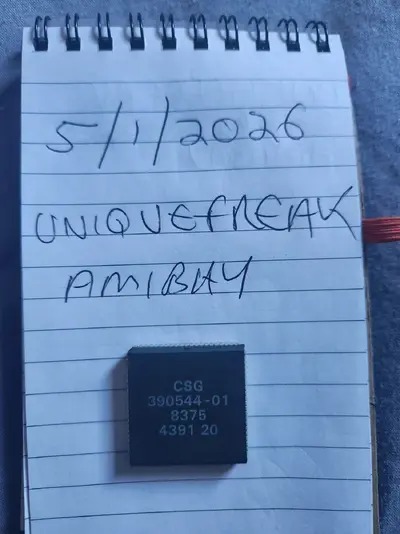 5/1/2026
UNIQUEFREAK
AMIBAY
CSG
390544-01
8375
4391 20